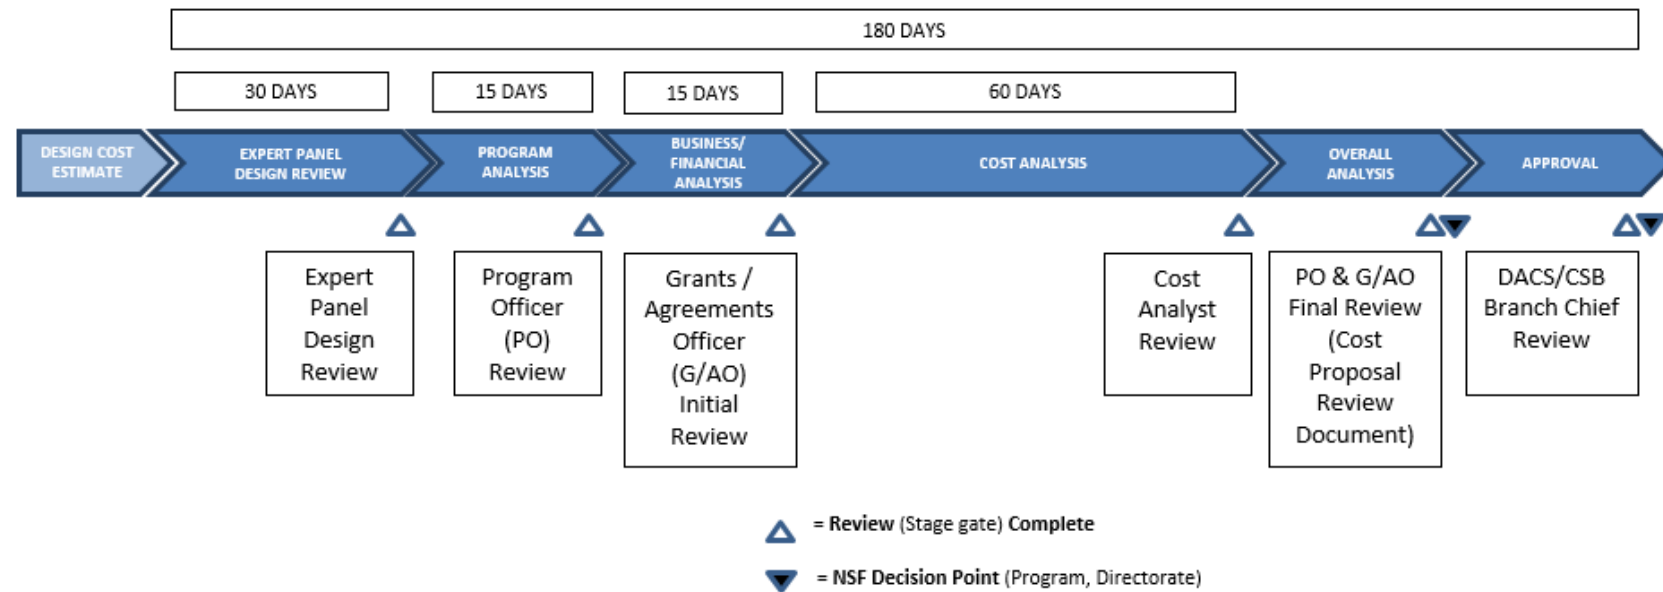 180 DAYS
30 DAYS
15 DAYS
15 DAYS
60 DAYS
DESIGN COST
ESTIMATE
EXPERT PANEL
DESIGN REVIEW
PROGRAM
ANALYSIS
BUSINESS/
FINANCIAL
ANALYSIS
COST ANALYSIS
OVERALL
ANALYSIS
APPROVAL
Expert
Panel
Design
Review
Program
Officer
(PO)
Review
Grants /
Agreements
Officer
(G/AO)
Initial
Review
Cost
Analyst
Review
PO & G/AO
Final Review
(Cost
Proposal
Review
Document)
DACS/CSB
Branch Chief
Review
= Review (Stage gate) Complete
= NSF Decision Point (Program, Directorate)